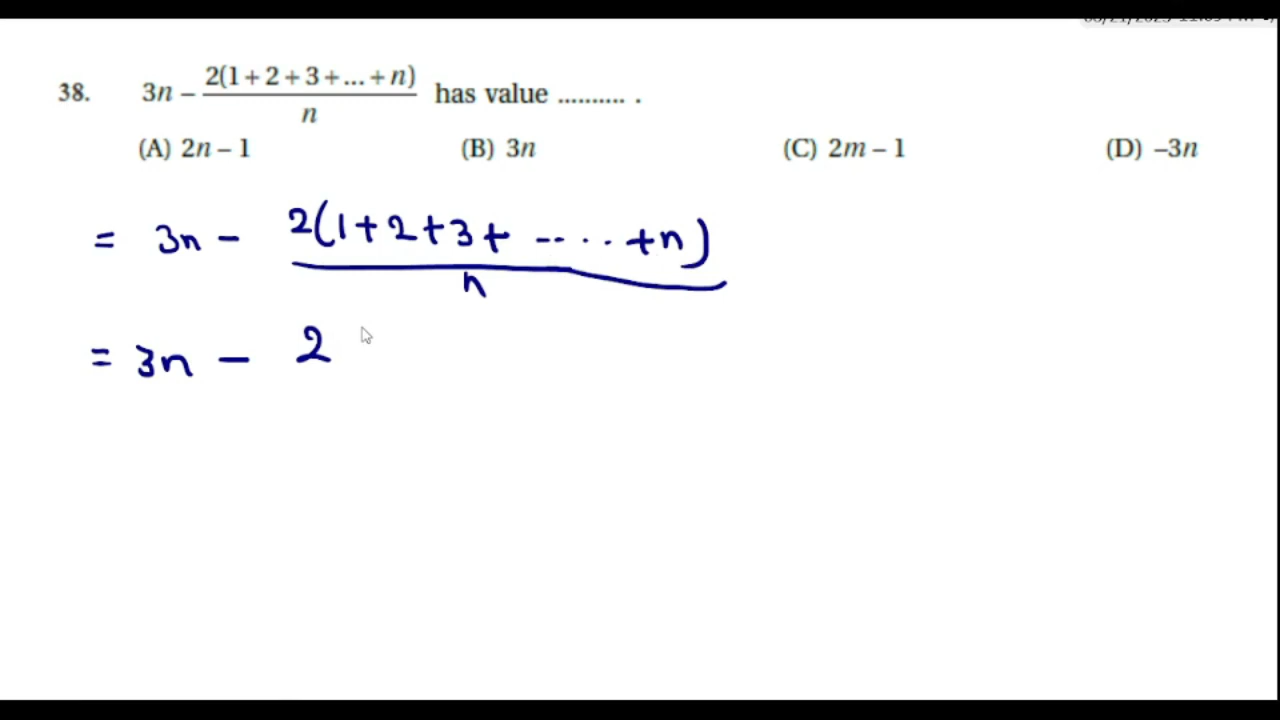 38. 3n – 2(1 + 2 + 3 + ... + n) / n has value .......... .
(A) 2n – 1 (B) 3n (C) 2m – 1 (D) –3n
= 3n – 2(1+2+3+ ..... +n) / n
= 3n – 2